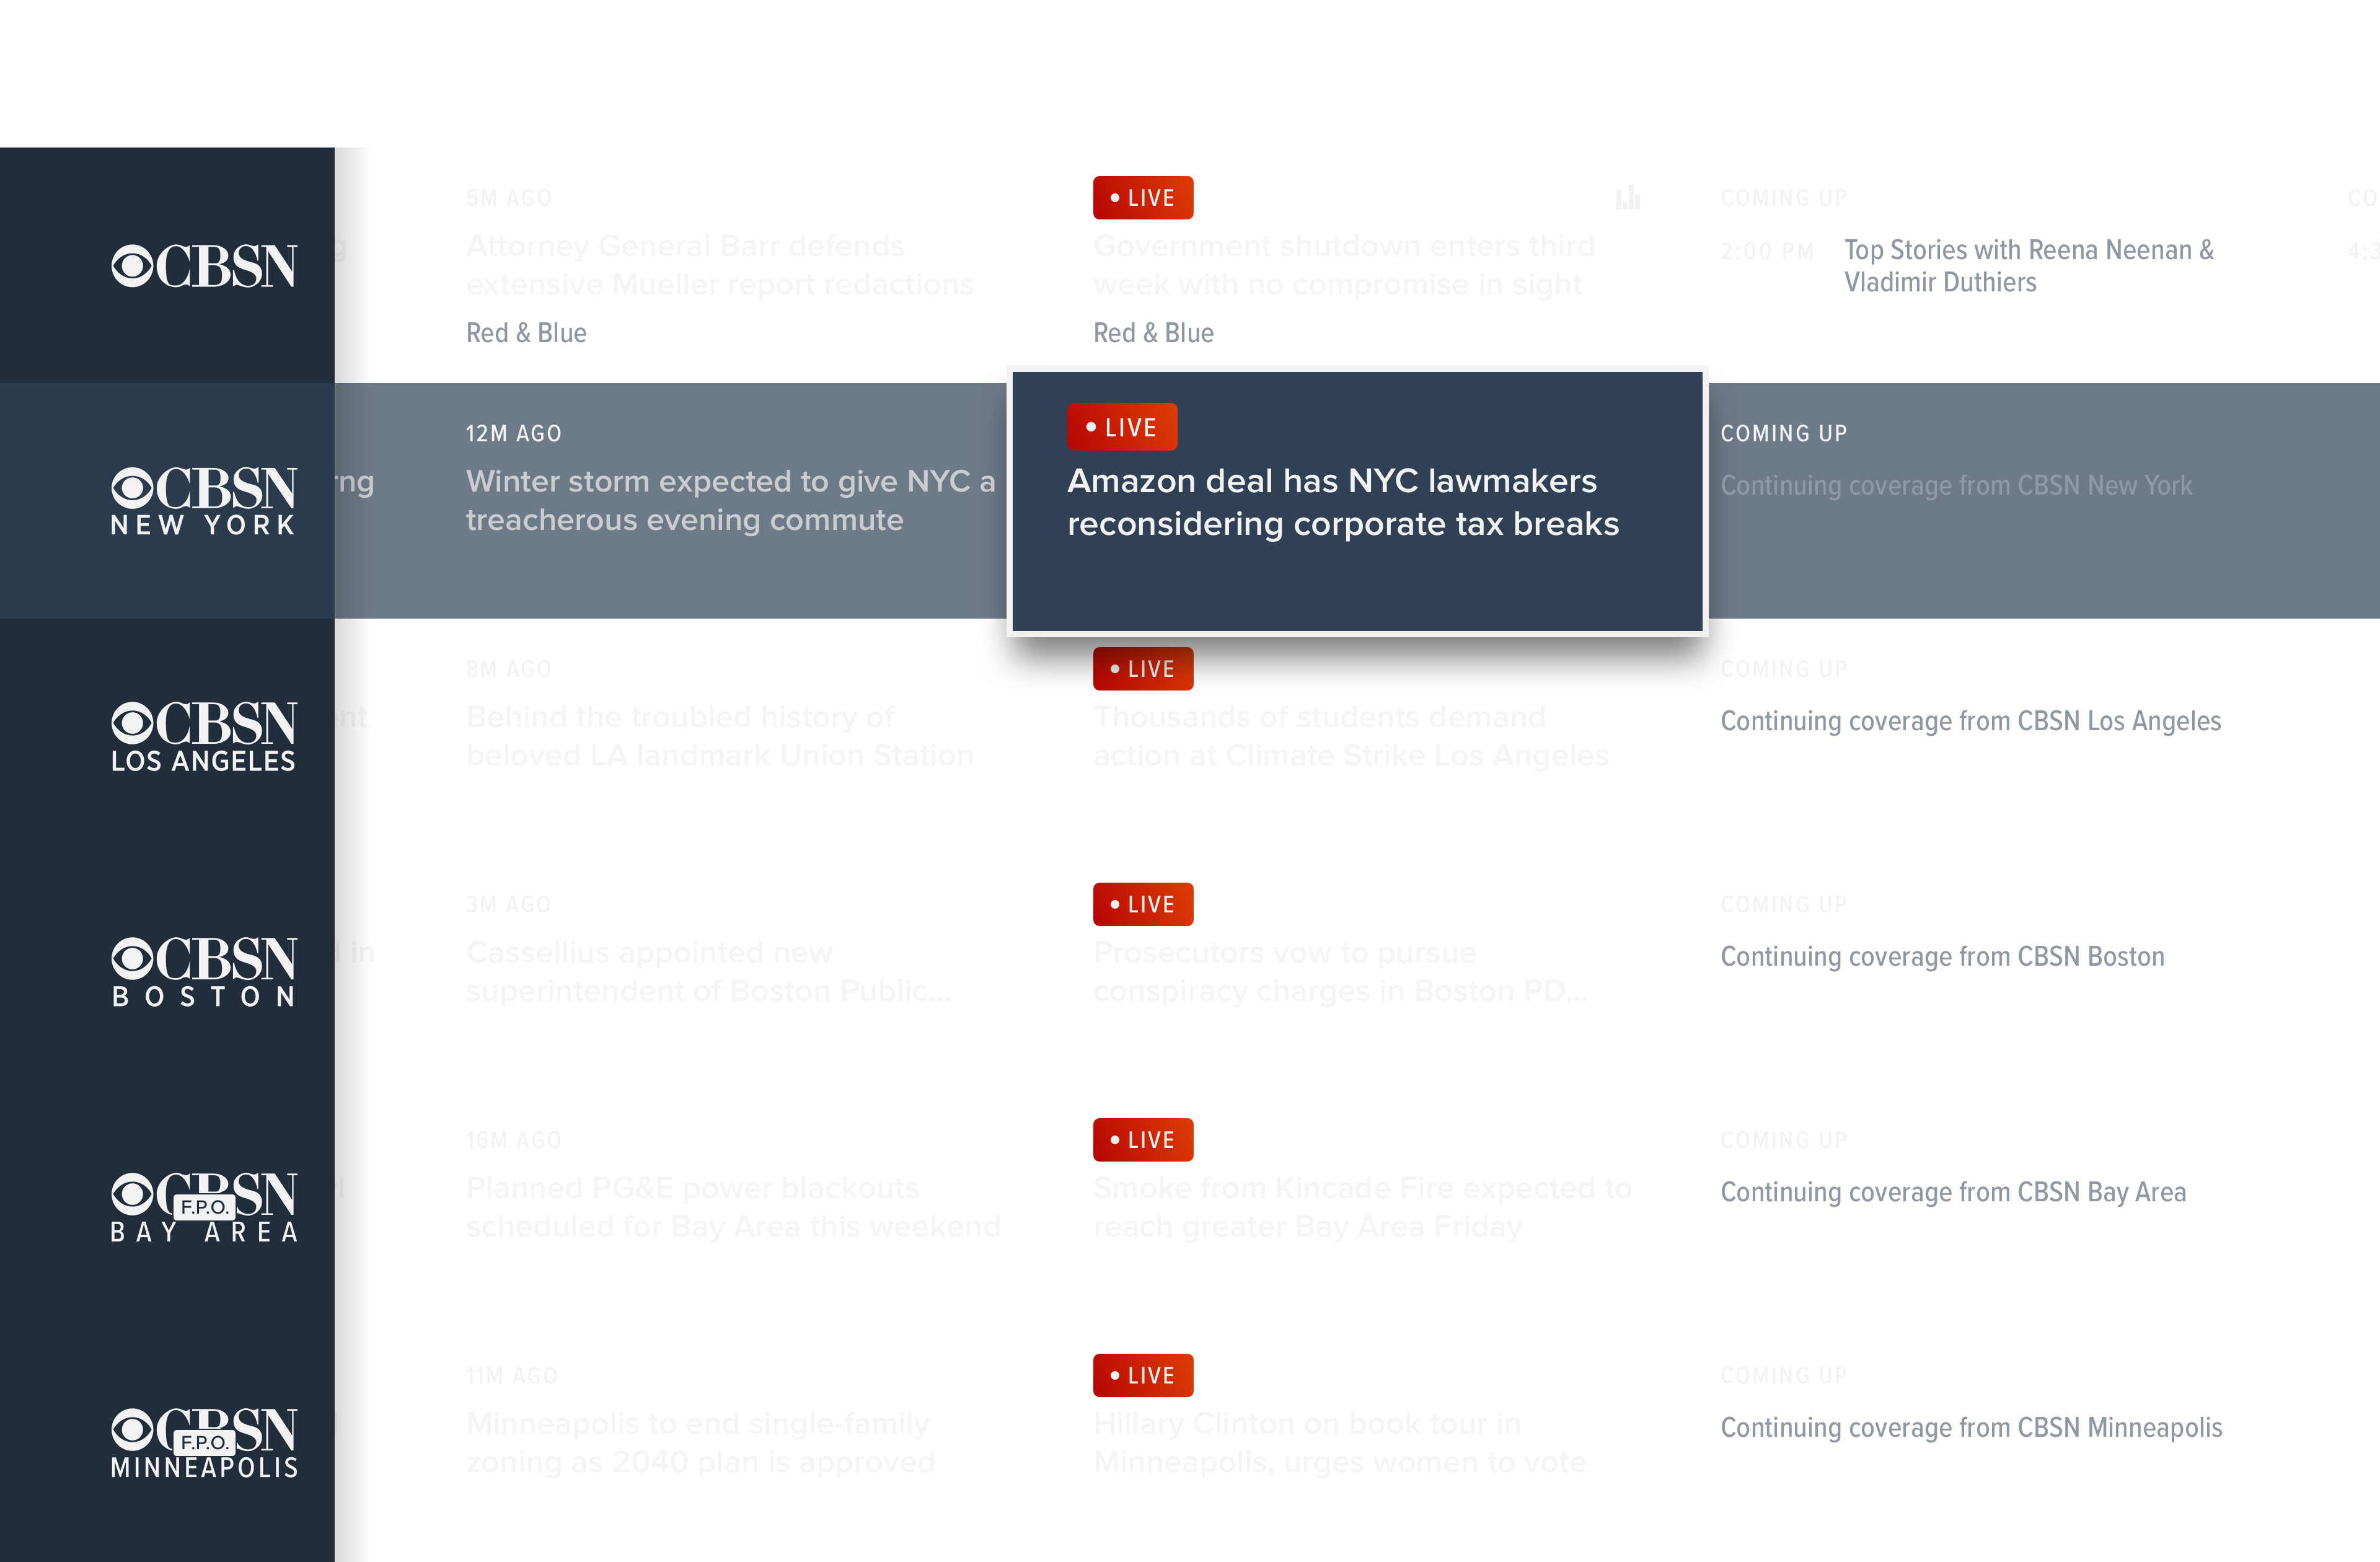 CBSN
5M AGO
Attorney General Barr defends
extensive Mueller report redactions
Red & Blue
LIVE
Government shutdown enters third
week with no compromise in sight
Red & Blue
COMING UP
2:00 PM
Top Stories with Reena Neenan &
Vladimir Duthiers
CBSN
NEW YORK
12M AGO
Winter storm expected to give NYC a
treacherous evening commute
LIVE
Amazon deal has NYC lawmakers
reconsidering corporate tax breaks
COMING UP
Continuing coverage from CBSN New York
CBSN
LOS ANGELES
8M AGO
Behind the troubled history of
beloved LA landmark Union Station
LIVE
Thousands of students demand
action at Climate Strike Los Angeles
COMING UP
Continuing coverage from CBSN Los Angeles
CBSN
BOSTON
in
3M AGO
Cassellius appointed new
superintendent of Boston Public...
LIVE
Prosecutors vow to pursue
conspiracy charges in Boston PD...
COMING UP
Continuing coverage from CBSN Boston
CBSN
F.P.O.
BAY AREA
16M AGO
Planned PG&E power blackouts
scheduled for Bay Area this weekend
LIVE
Smoke from Kincade Fire expected to
reach greater Bay Area Friday
COMING UP
Continuing coverage from CBSN Bay Area
CBSN
F.P.O.
MINNEAPOLIS
11M AGO
Minneapolis to end single-family
zoning as 2040 plan is approved
LIVE
Hillary Clinton on book tour in
Minneapolis, urges women to vote
COMING UP
Continuing coverage from CBSN Minneapolis